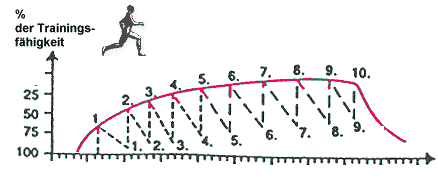 %
der Trainings-
fähigkeit
1 2. 3. 4. 5. 6. 7. 8. 9. 10.
25
50
75
100
1. 2. 3. 4. 5. 6. 7. 8. 9.